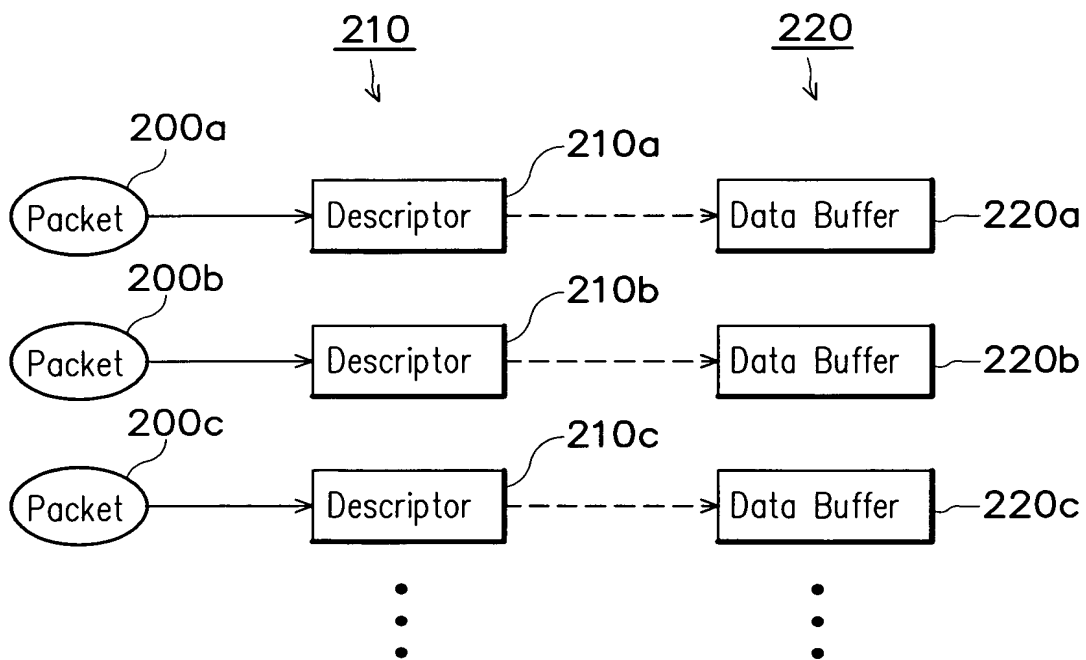 210
220
200a
210a
Packet
Descriptor
Data Buffer
220a
200b
210b
Packet
Descriptor
Data Buffer
220b
200c
210c
Packet
Descriptor
Data Buffer
220c